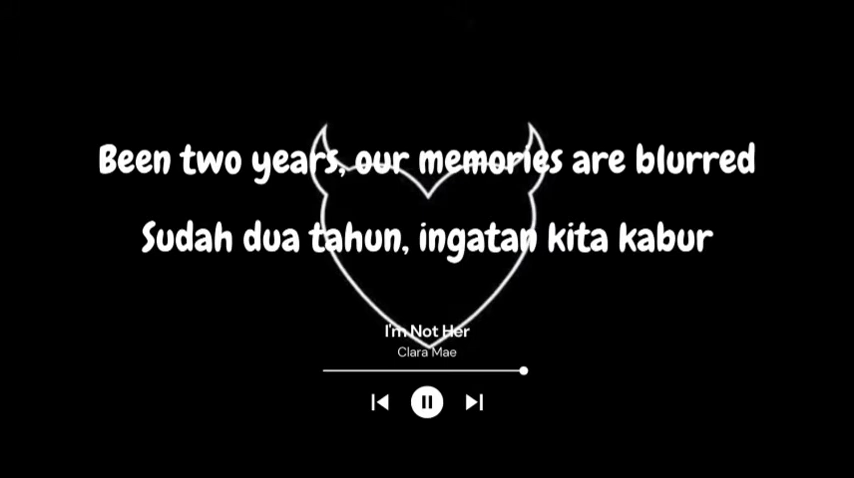 Been two years, our memories are blurred
Sudah dua tahun, ingatan kita kabur
I'm Not Her
Clara Mae